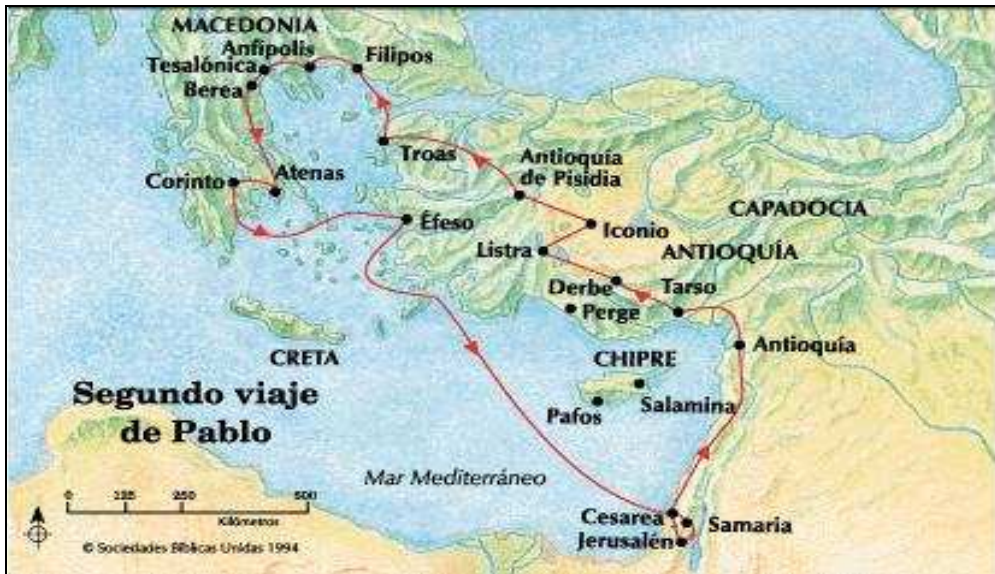 MACEDONIA
Anfípolis
Tesalónica
Filipos
Berea
Troas
Antioquía
de Pisidia
Atenas
Corinto
CAPADOCIA
Éfeso
Iconio
Listra
ANTIOQUÍA
Derbe
Tarso
Perge
Antioquía
CRETA
CHIPRE
Segundo viaje
de Pablo
Pafos
Salamina
Mar Mediterráneo
0 225 250 500
Kilómetros
Cesarea
Samaria
Jerusalén
© Sociedades Bíblicas Unidas 1994